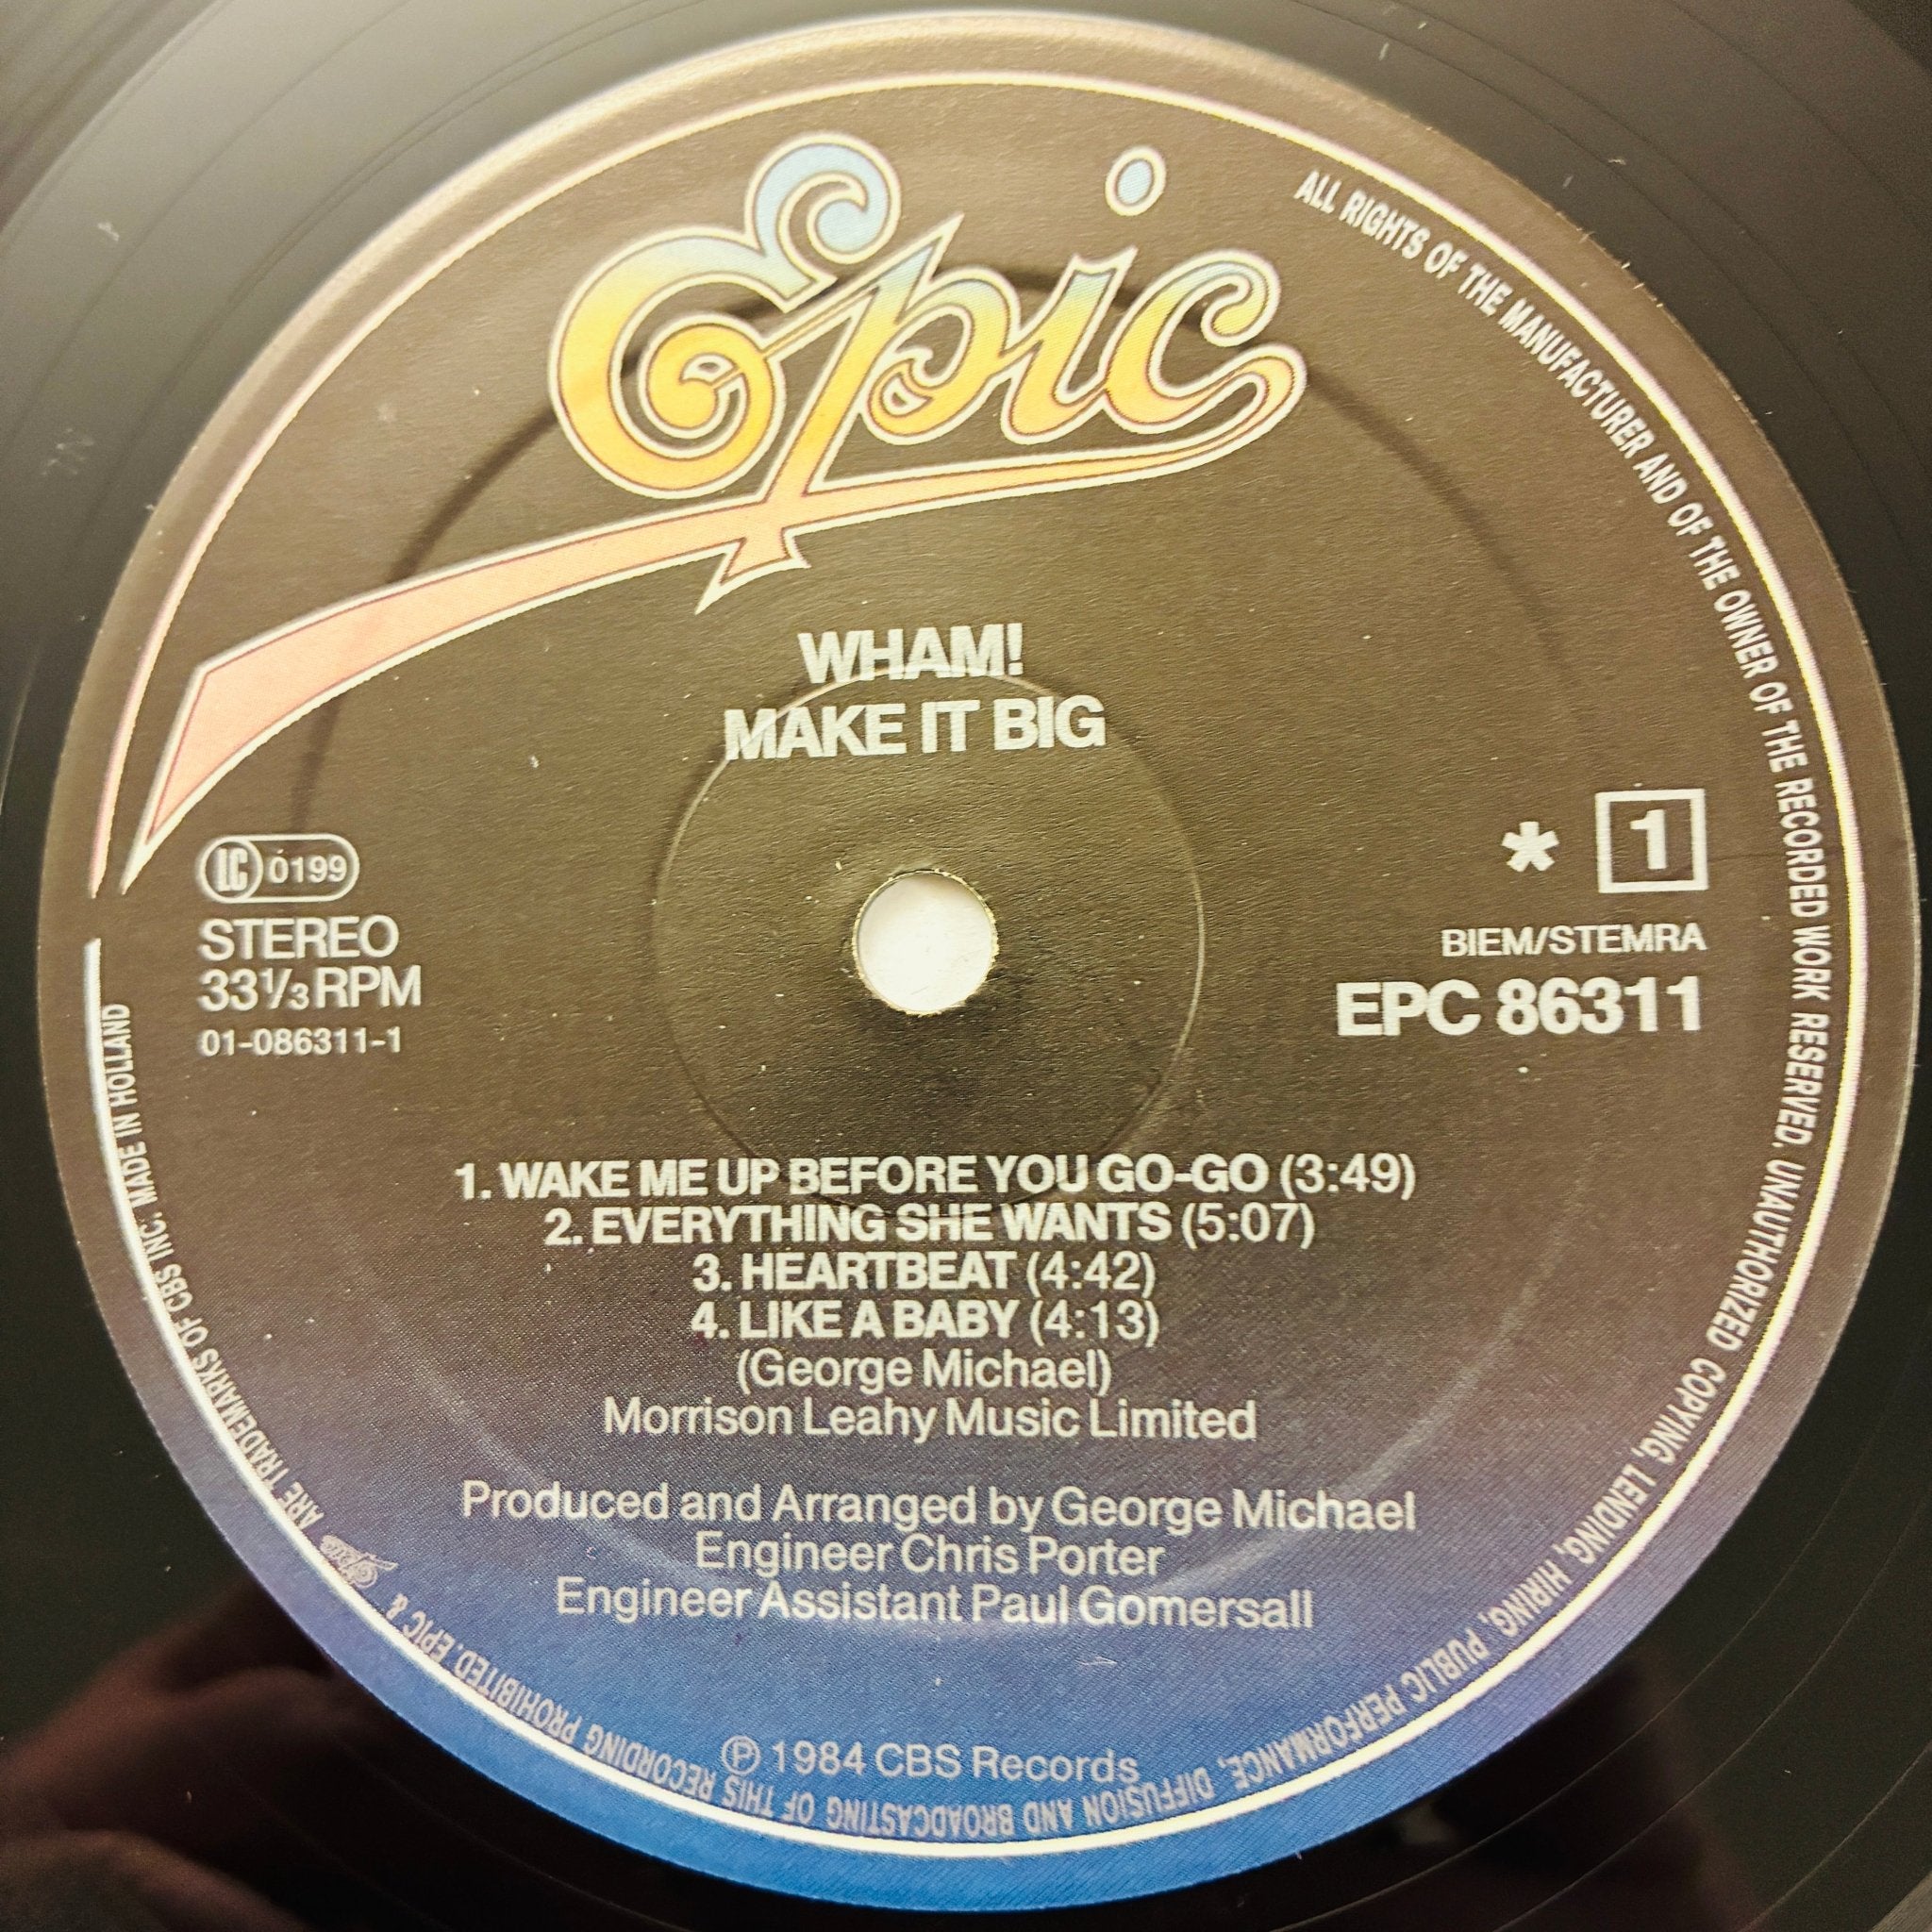 Epic
WHAM!
MAKE IT BIG
LC 0199
STEREO
33 1/3 RPM
01-086311-1
* 1
BIEM/STEMRA
EPC 86311
1. WAKE ME UP BEFORE YOU GO-GO (3:49)
2. EVERYTHING SHE WANTS (5:07)
3. HEARTBEAT (4:42)
4. LIKE A BABY (4:13)
(George Michael)
Morrison Leahy Music Limited
Produced and Arranged by George Michael
Engineer Chris Porter
Engineer Assistant Paul Gomersall
℗ 1984 CBS Records
ALL RIGHTS OF THE MANUFACTURER AND OF THE OWNER OF THE RECORDED WORK RESERVED. UNAUTHORIZED COPYING, LENDING, HIRING, PUBLIC PERFORMANCE, DIFFUSION AND BROADCASTING OF THIS RECORDING PROHIBITED. EPIC & Epic ARE TRADEMARKS OF CBS INC. MADE IN HOLLAND